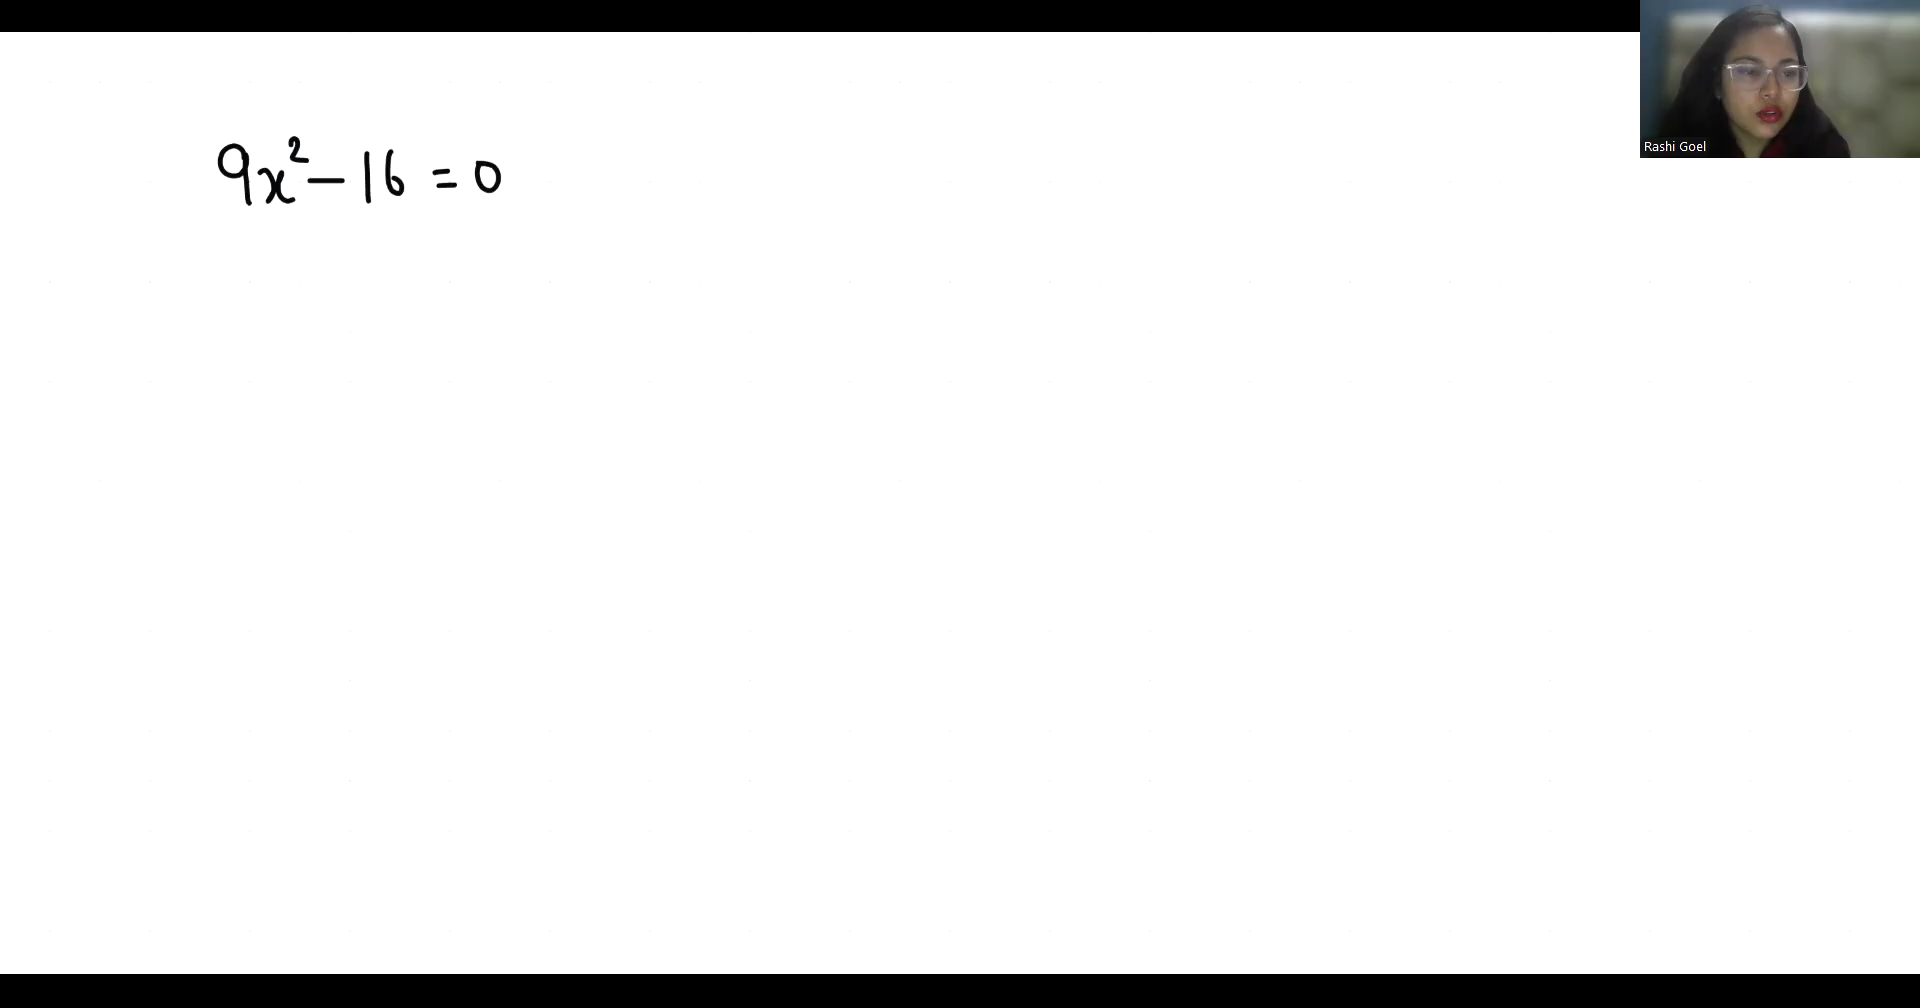 9x² – 16 = 0
Rashi Goel